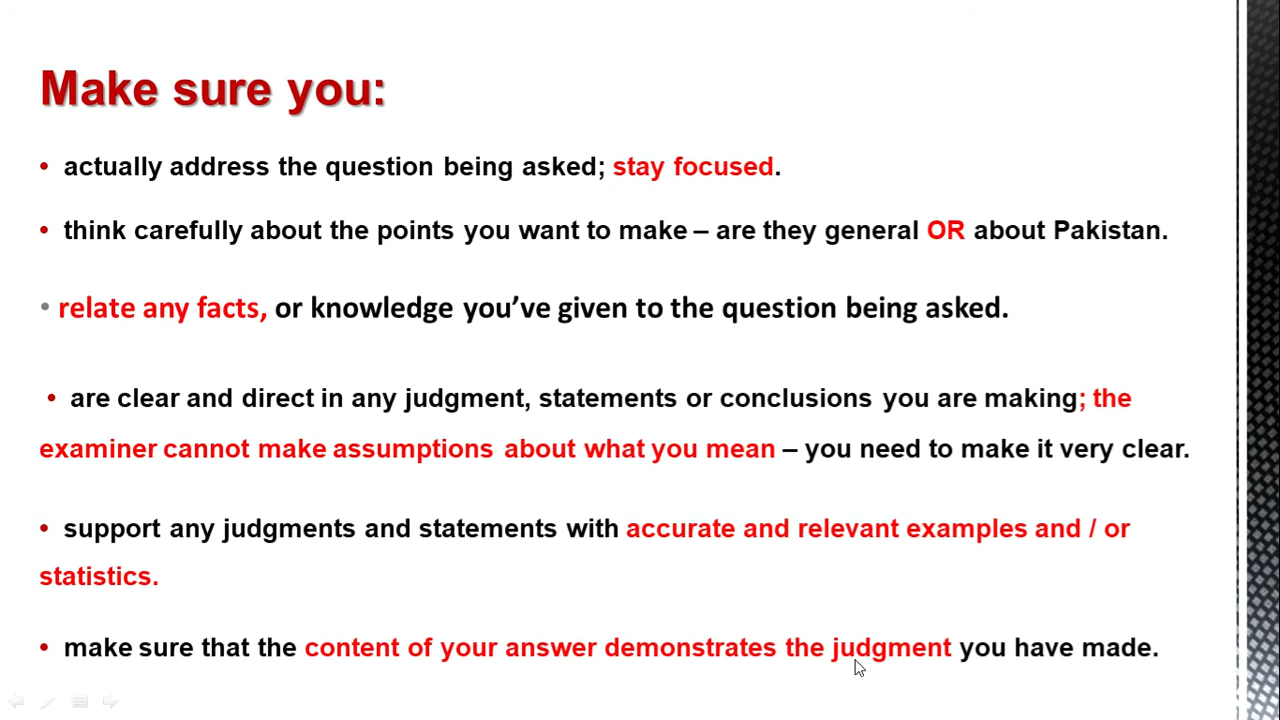 Make sure you:
• actually address the question being asked; stay focused.
• think carefully about the points you want to make – are they general OR about Pakistan.
• relate any facts, or knowledge you’ve given to the question being asked.
• are clear and direct in any judgment, statements or conclusions you are making; the
examiner cannot make assumptions about what you mean – you need to make it very clear.
• support any judgments and statements with accurate and relevant examples and / or
statistics.
• make sure that the content of your answer demonstrates the judgment you have made.